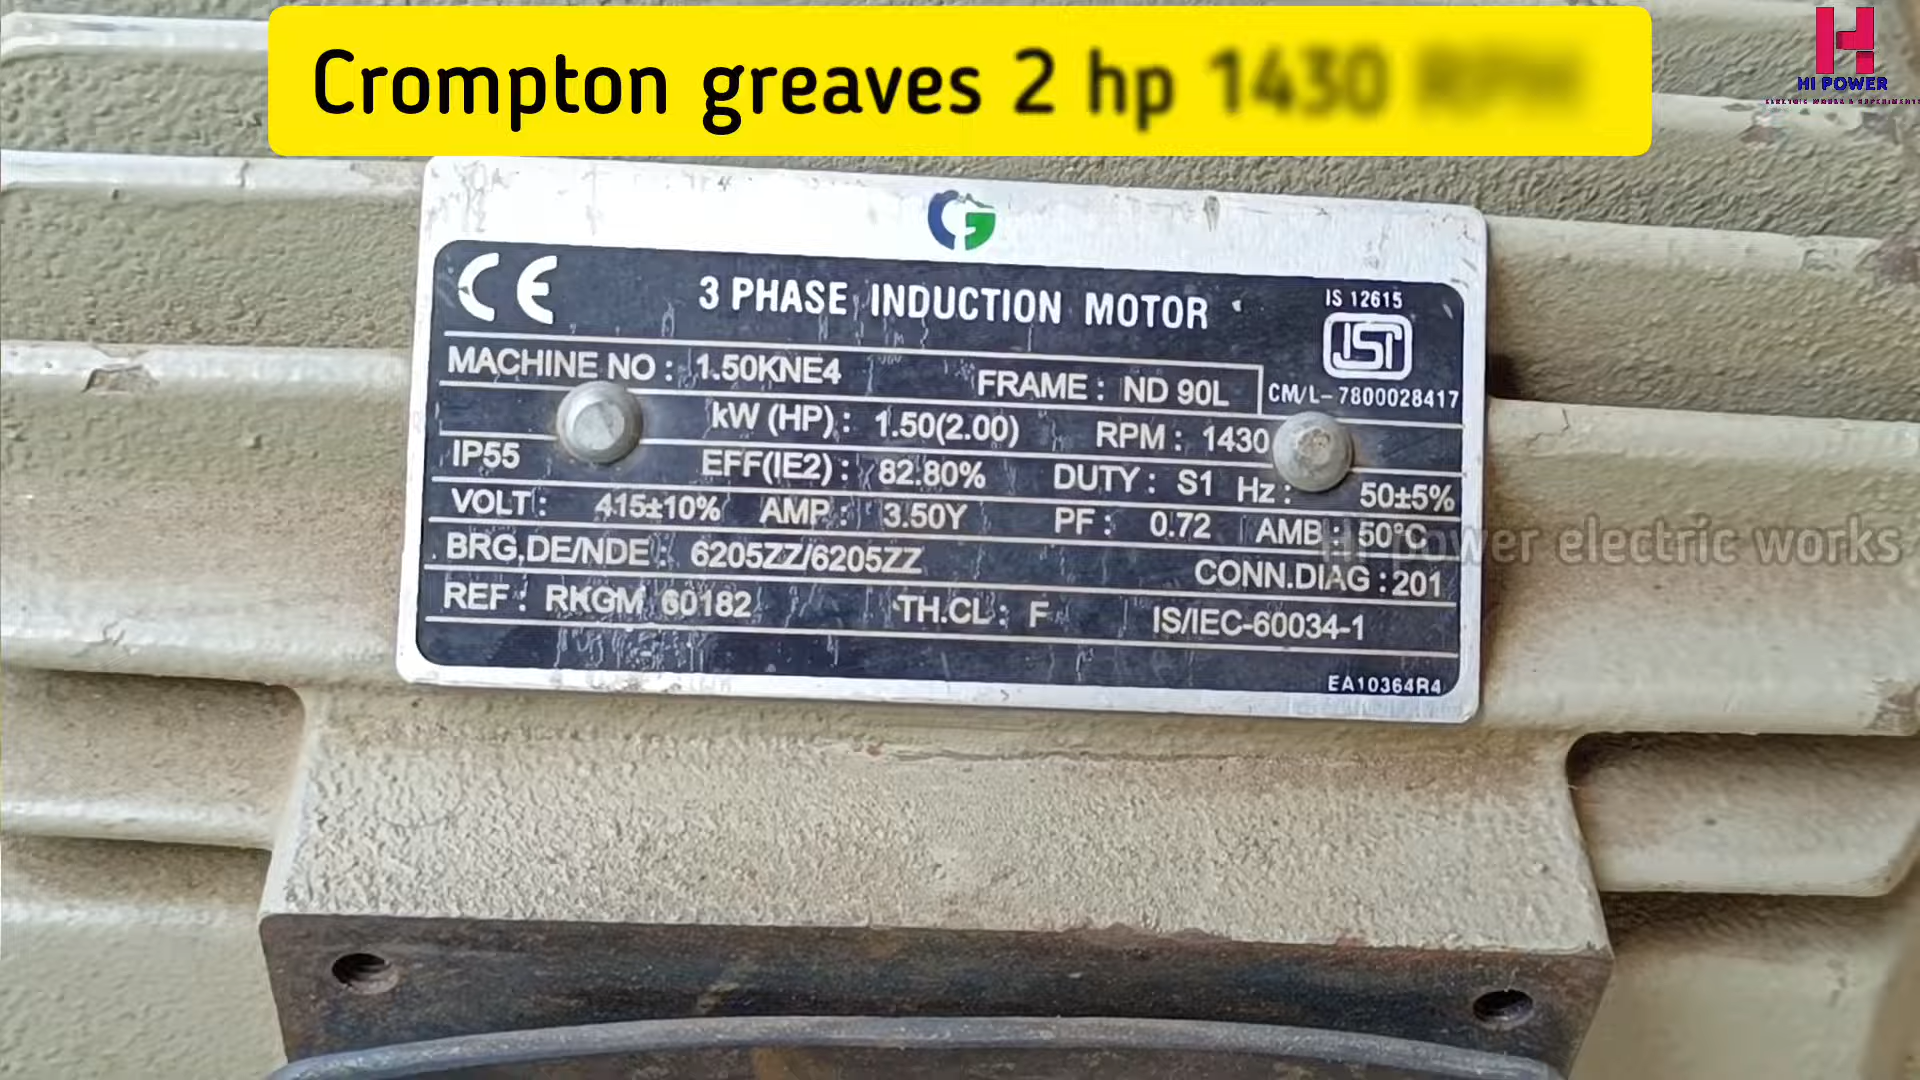 Crompton greaves 2 hp 1430
HI POWER
CE
3 PHASE INDUCTION MOTOR
IS 12615
ISI
MACHINE NO : 1.50KNE4 FRAME : ND 90L
CM/L-7800028417
kW (HP) : 1.50(2.00) RPM : 1430
IP55 EFF(IE2) : 82.80% DUTY : S1 Hz : 50±5%
VOLT : 415±10% AMP : 3.50Y PF : 0.72 AMB : 50°C
Hi power electric works
BRG,DE/NDE : 6205ZZ/6205ZZ CONN.DIAG : 201
REF : RKGM 60182 TH.CL : F IS/IEC-60034-1
EA10364R4